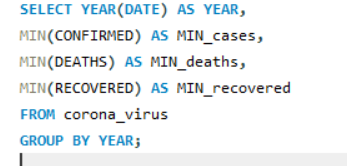 SELECT YEAR(DATE) AS YEAR,
MIN(CONFIRMED) AS MIN_cases,
MIN(DEATHS) AS MIN_deaths,
MIN(RECOVERED) AS MIN_recovered
FROM corona_virus
GROUP BY YEAR;